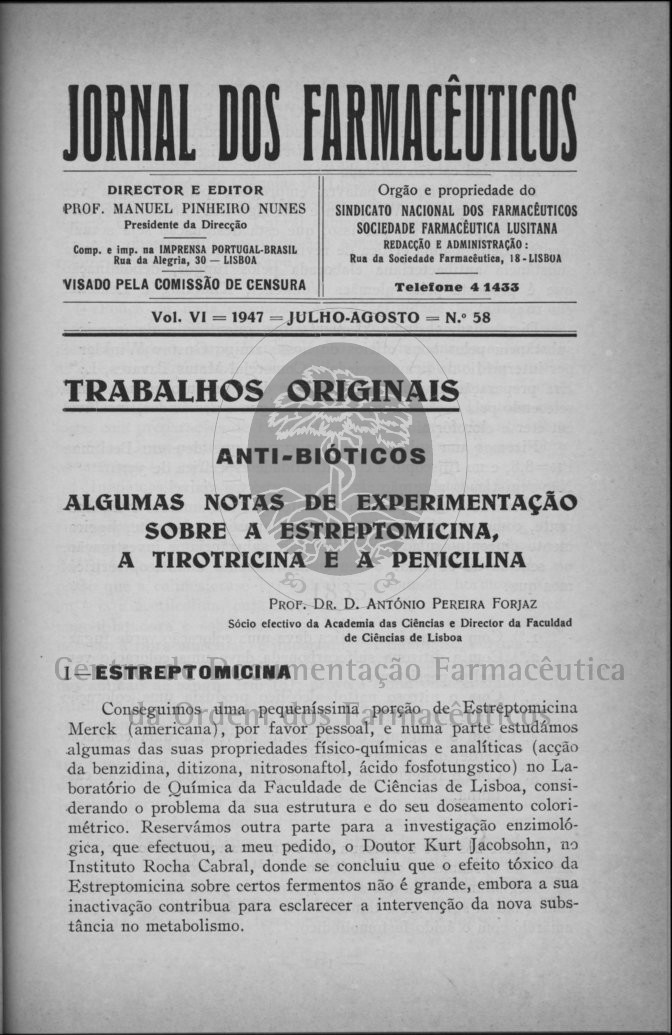 JORNAL DOS FARMACÊUTICOS
DIRECTOR E EDITOR
PROF. MANUEL PINHEIRO NUNES
Presidente da Direcção
Comp. e imp. na IMPRENSA PORTUGAL-BRASIL
Rua da Alegria, 30 — LISBOA
VISADO PELA COMISSÃO DE CENSURA
Orgão e propriedade do
SINDICATO NACIONAL DOS FARMACÊUTICOS
SOCIEDADE FARMACÊUTICA LUSITANA
REDACÇÃO E ADMINISTRAÇÃO:
Rua da Sociedade Farmacêutica, 18-LISBOA
Telefone 4 1433
Vol. VI = 1947 = JULHO-AGOSTO = N.º 58
TRABALHOS ORIGINAIS
ANTI-BIÓTICOS
ALGUMAS NOTAS DE EXPERIMENTAÇÃO
SOBRE A ESTREPTOMICINA,
A TIROTRICINA E A PENICILINA
1835
PROF. DR. D. ANTÓNIO PEREIRA FORJAZ
Sócio efectivo da Academia das Ciências e Director da Faculdad
de Ciências de Lisboa
Centro de Documentação Farmacêutica
da Ordem dos Farmacêuticos
I—ESTREPTOMICINA
Conseguimos uma pequeníssima porção de Estreptomicina
Merck (americana), por favor pessoal, e numa parte estudámos
algumas das suas propriedades físico-químicas e analíticas (acção
da benzidina, ditizona, nitrosonaftol, ácido fosfotungstico) no La-
boratório de Química da Faculdade de Ciências de Lisboa, consi-
derando o problema da sua estrutura e do seu doseamento colori-
métrico. Reservámos outra parte para a investigação enzimoló-
gica, que efectuou, a meu pedido, o Doutor Kurt Jacobsohn, no
Instituto Rocha Cabral, donde se concluiu que o efeito tóxico da
Estreptomicina sobre certos fermentos não é grande, embora a sua
inactivação contribua para esclarecer a intervenção da nova subs-
tância no metabolismo.